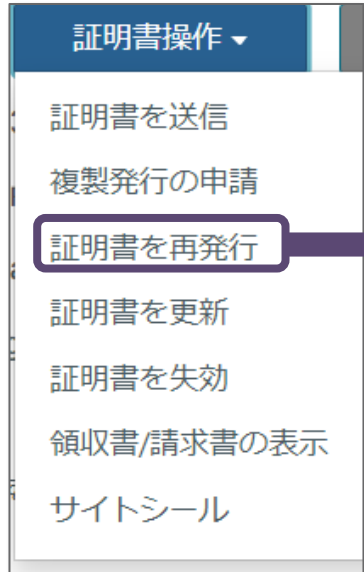 証明書操作
証明書を送信
複製発行の申請
証明書を再発行
証明書を更新
証明書を失効
領収書/請求書の表示
サイトシール